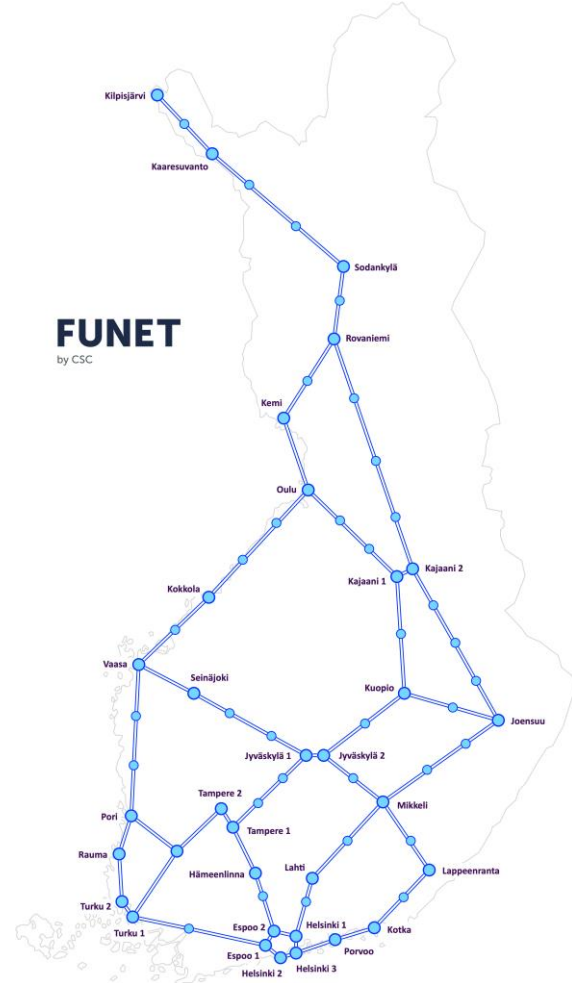 Kilpisjärvi
Kaaresuvanto
Sodankylä
FUNET
by CSC
Rovaniemi
Kemi
Oulu
Kajaani 1
Kajaani 2
Kokkola
Vaasa
Seinäjoki
Kuopio
Joensuu
Jyväskylä 1
Jyväskylä 2
Tampere 2
Mikkeli
Pori
Tampere 1
Rauma
Hämeenlinna
Lahti
Lappeenranta
Turku 2
Turku 1
Espoo 2
Helsinki 1
Kotka
Espoo 1
Porvoo
Helsinki 2
Helsinki 3